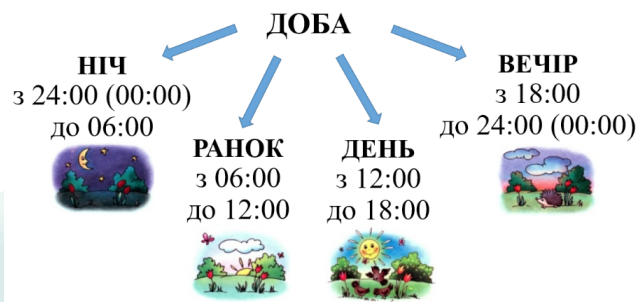 ДОБА
НІЧ
з 24:00 (00:00)
до 06:00
РАНОК
з 06:00
до 12:00
ДЕНЬ
з 12:00
до 18:00
ВЕЧІР
з 18:00
до 24:00 (00:00)